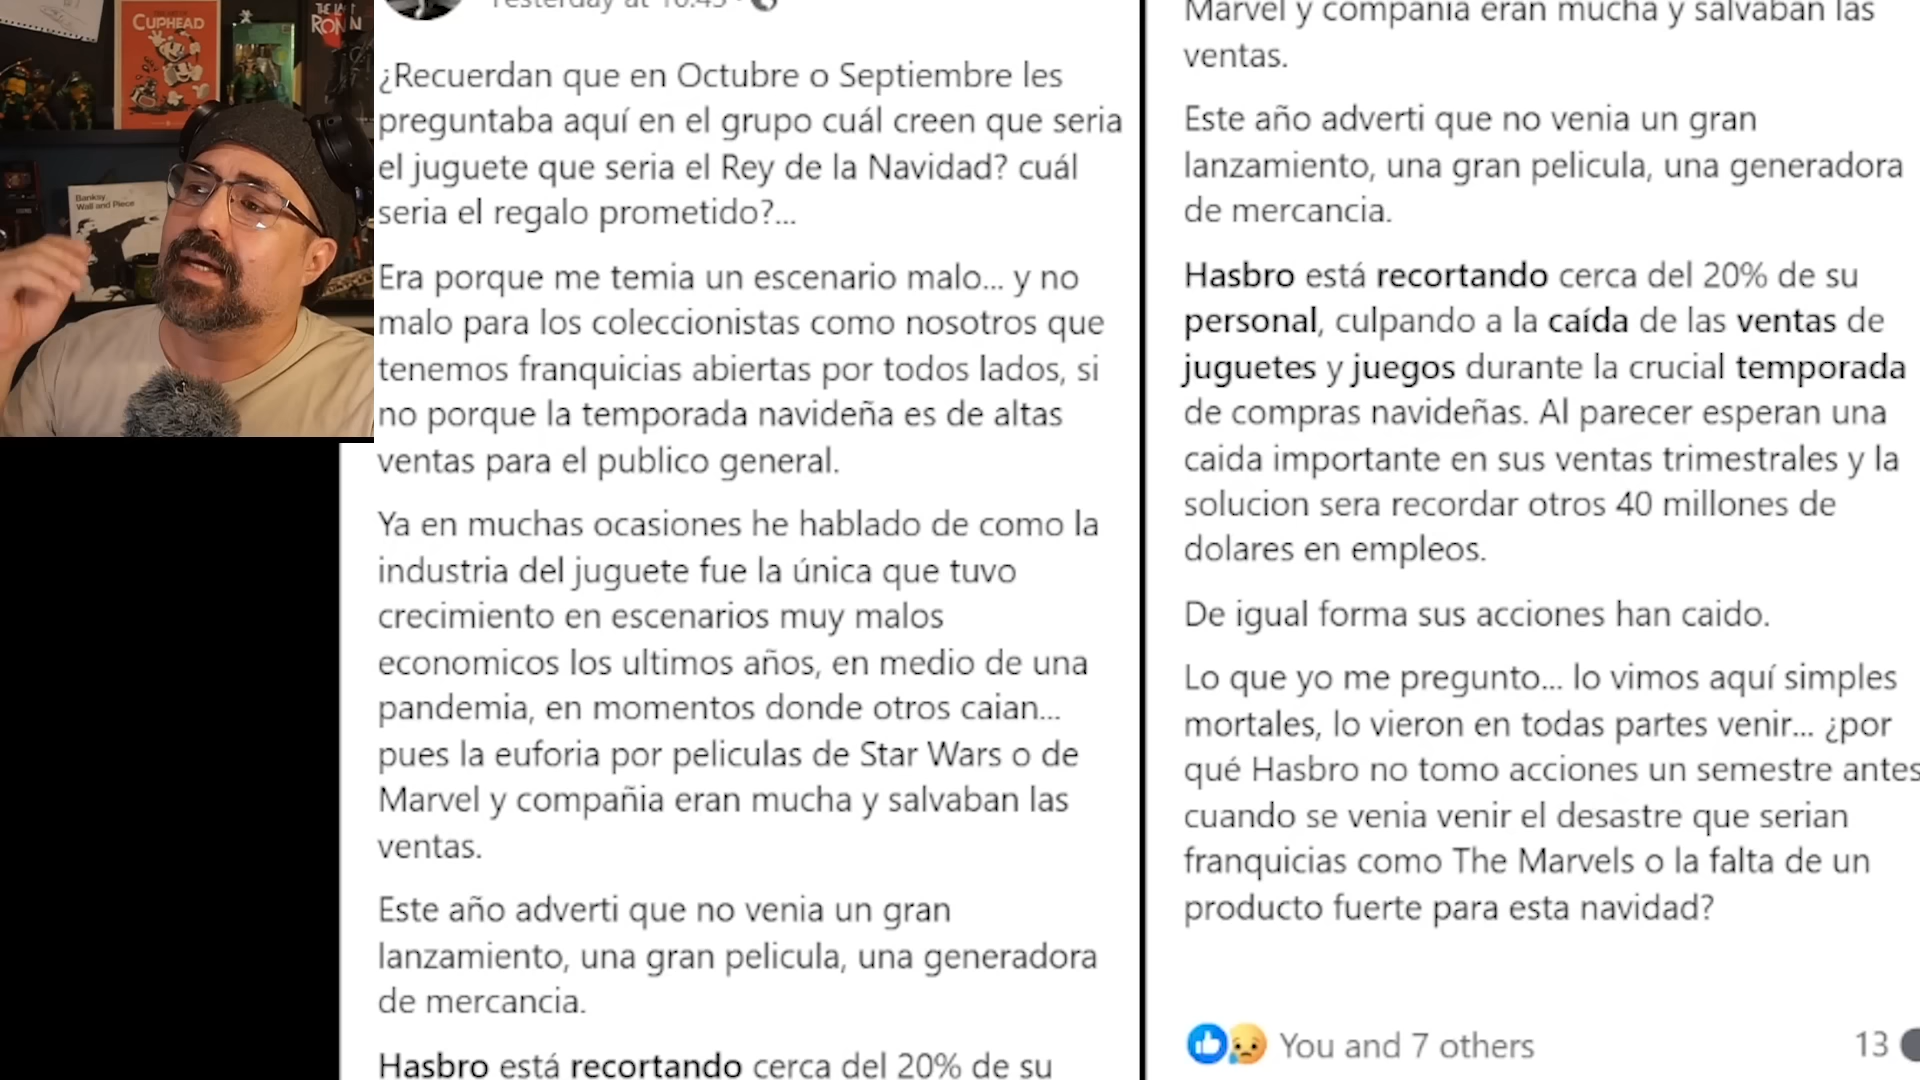 CUPHEAD
THE LAST
RONIN
Banksy
Wall and Piece
¿Recuerdan que en Octubre o Septiembre les
preguntaba aquí en el grupo cuál creen que seria
el juguete que seria el Rey de la Navidad? cuál
seria el regalo prometido?...
Era porque me temia un escenario malo... y no
malo para los coleccionistas como nosotros que
tenemos franquicias abiertas por todos lados, si
no porque la temporada navideña es de altas
ventas para el publico general.
Ya en muchas ocasiones he hablado de como la
industria del juguete fue la única que tuvo
crecimiento en escenarios muy malos
economicos los ultimos años, en medio de una
pandemia, en momentos donde otros caian...
pues la euforia por peliculas de Star Wars o de
Marvel y compañia eran mucha y salvaban las
ventas.
Este año adverti que no venia un gran
lanzamiento, una gran pelicula, una generadora
de mercancia.
Hasbro está recortando cerca del 20% de su
Marvel y compañia eran mucha y salvaban las
ventas.
Este año adverti que no venia un gran
lanzamiento, una gran pelicula, una generadora
de mercancia.
Hasbro está recortando cerca del 20% de su
personal, culpando a la caída de las ventas de
juguetes y juegos durante la crucial temporada
de compras navideñas. Al parecer esperan una
caida importante en sus ventas trimestrales y la
solucion sera recordar otros 40 millones de
dolares en empleos.
De igual forma sus acciones han caido.
Lo que yo me pregunto... lo vimos aquí simples
mortales, lo vieron en todas partes venir... ¿por
qué Hasbro no tomo acciones un semestre antes
cuando se venia venir el desastre que serian
franquicias como The Marvels o la falta de un
producto fuerte para esta navidad?
You and 7 others
13